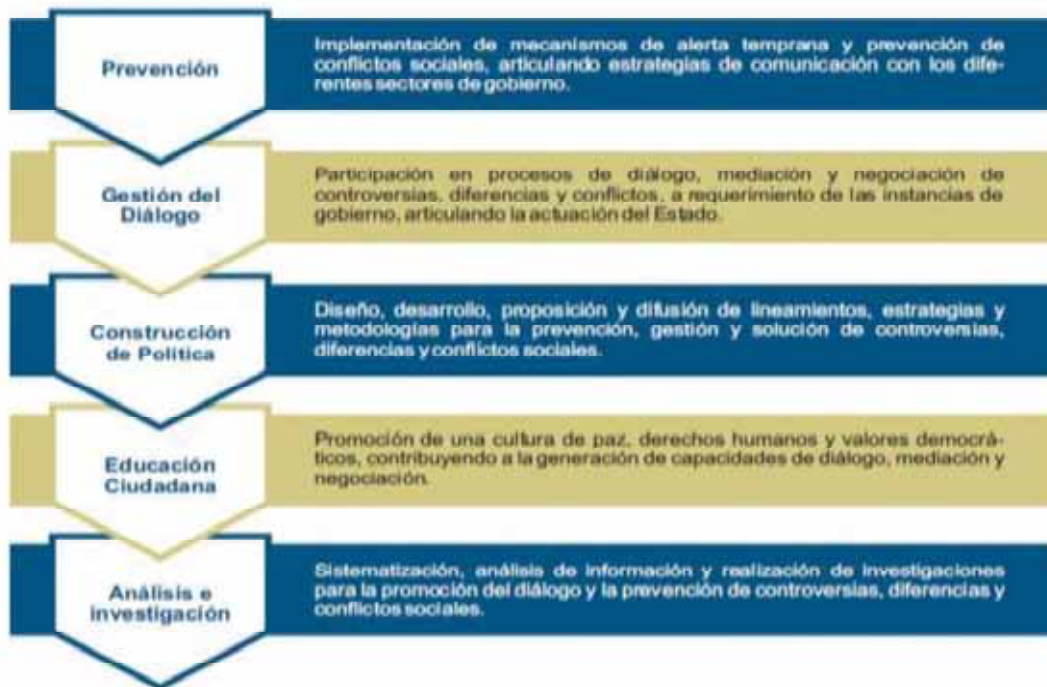 Prevención
Implementación de mecanismos de alerta temprana y prevención de
conflictos sociales, articulando estrategias de comunicación con los dife-
rentes sectores de gobierno.
Gestión del
Diálogo
Participación en procesos de diálogo, mediación y negociación de
controversias, diferencias y conflictos, a requerimiento de las instancias de
gobierno, articulando la actuación del Estado.
Construcción
de Política
Diseño, desarrollo, proposición y difusión de lineamientos, estrategias y
metodologías para la prevención, gestión y solución de controversias,
diferencias y conflictos sociales.
Educación
Ciudadana
Promoción de una cultura de paz, derechos humanos y valores democrá-
ticos, contribuyendo a la generación de capacidades de diálogo, mediación y
negociación.
Análisis e
investigación
Sistematización, análisis de información y realización de investigaciones
para la promoción del diálogo y la prevención de controversias, diferencias y
conflictos sociales.